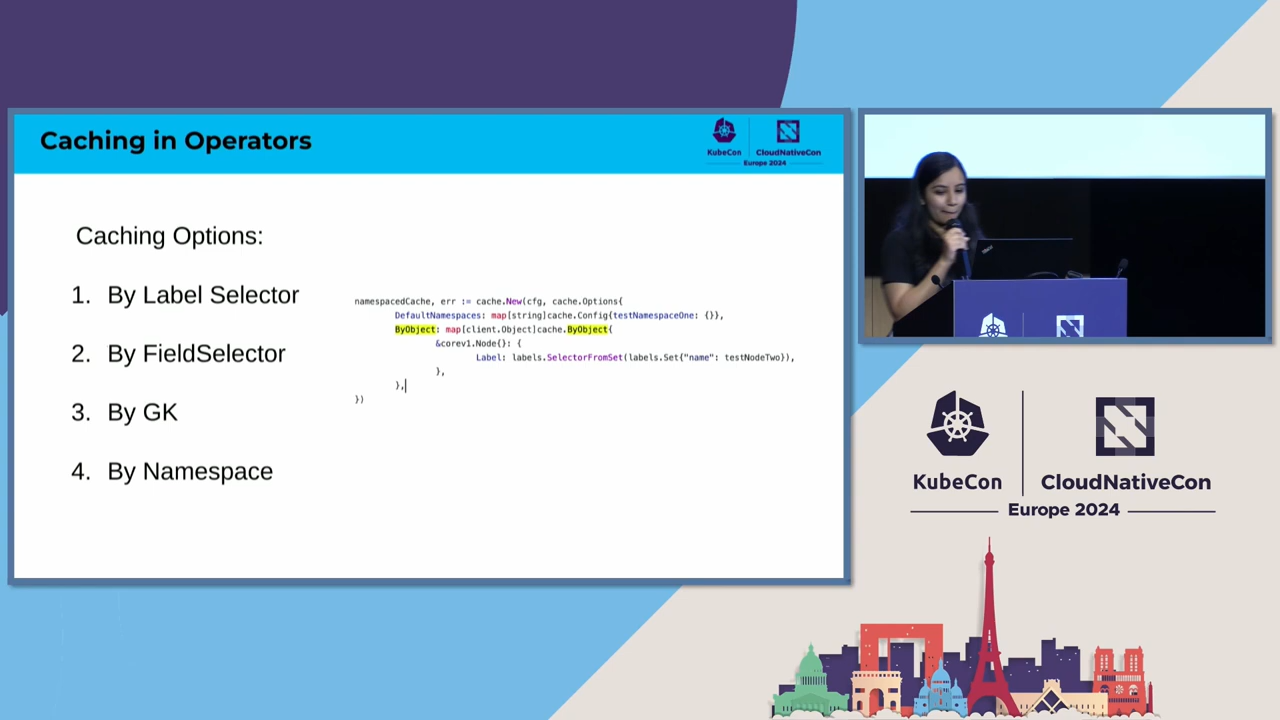 Caching in Operators
KubeCon
CloudNativeCon
Europe 2024
Caching Options:
1. By Label Selector
2. By FieldSelector
3. By GK
4. By Namespace
namespacedCache, err := cache.New(cfg, cache.Options{
DefaultNamespaces: map[string]cache.Config{testNamespaceOne: {}},
ByObject: map[client.Object]cache.ByObject{
&corev1.Node{}: {
Label: labels.SelectorFromSet(labels.Set{"name": testNodeTwo}),
},
},
})
KubeCon
CloudNativeCon
Europe 2024